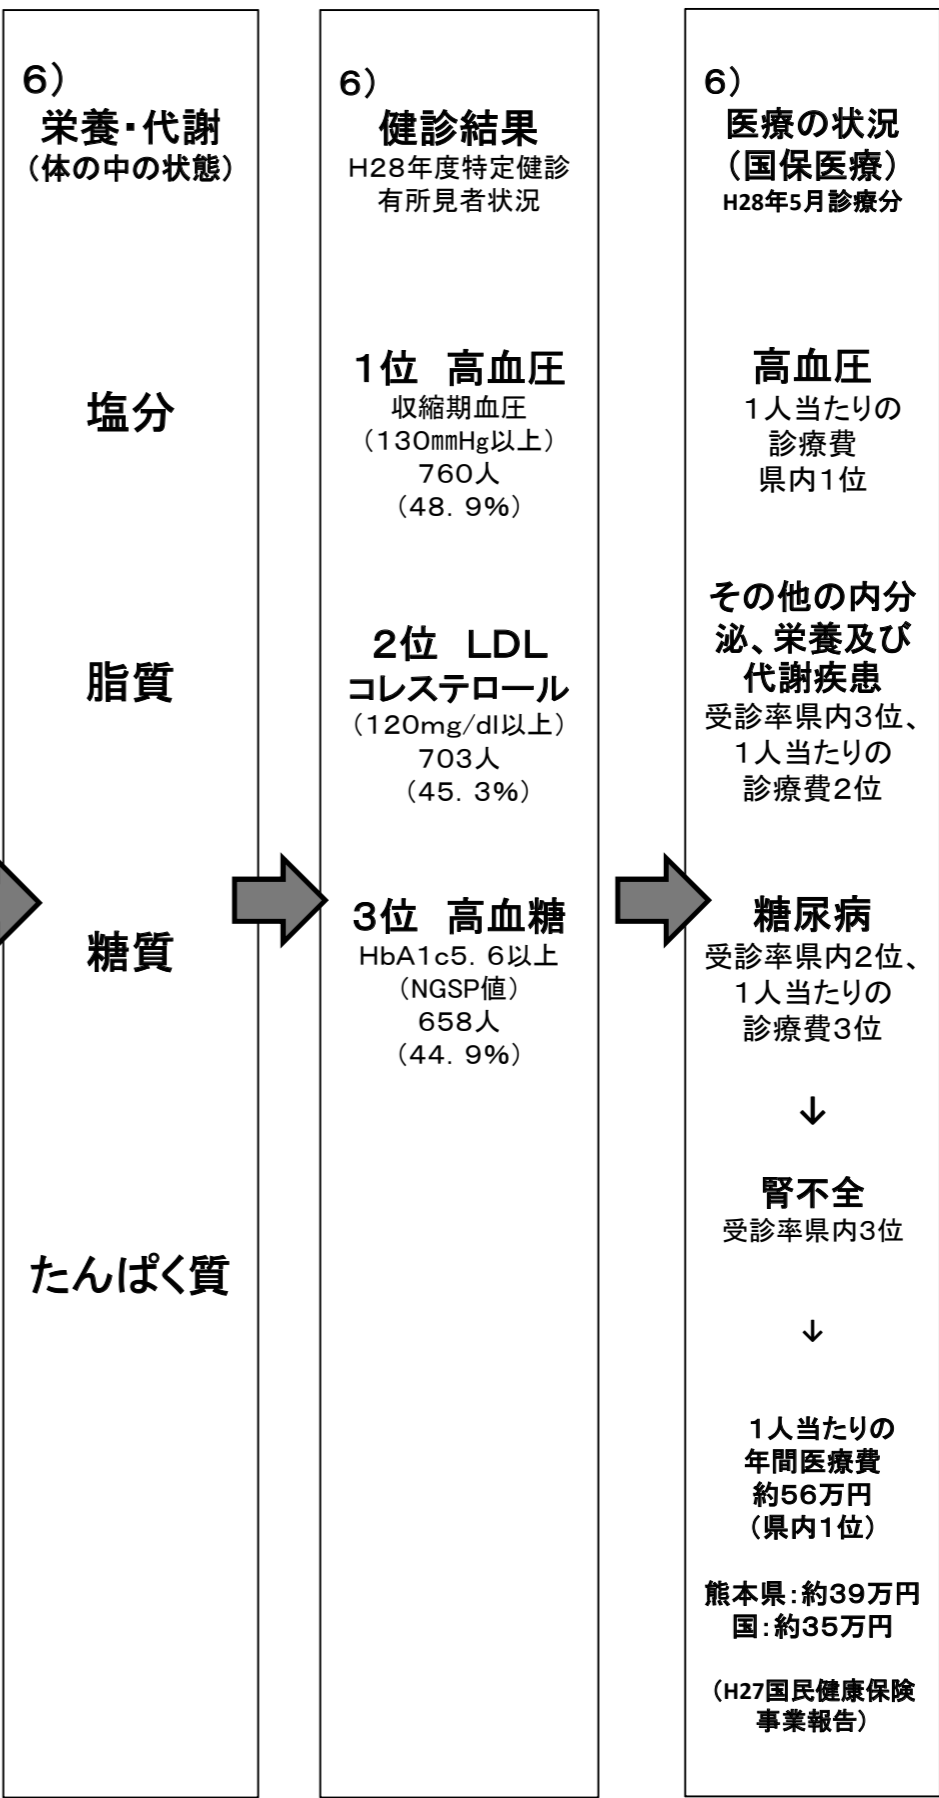 6)
栄養・代謝
(体の中の状態)
塩分
脂質
糖質
たんぱく質
6)
健診結果
H28年度特定健診
有所見者状況
1位 高血圧
収縮期血圧
(130㎜Hg以上)
760人
(48.9%)
2位 LDL
コレステロール
(120mg/dl以上)
703人
(45.3%)
3位 高血糖
HbA1c5.6以上
(NGSP値)
658人
(44.9%)
6)
医療の状況
(国保医療)
H28年5月診療分
高血圧
1人当たりの
診療費
県内1位
その他の内分
泌、栄養及び
代謝疾患
受診率県内3位、
1人当たりの
診療費2位
糖尿病
受診率県内2位、
1人当たりの
診療費3位
↓
腎不全
受診率県内3位
↓
1人当たりの
年間医療費
約56万円
(県内1位)
熊本県:約39万円
国:約35万円
(H27国民健康保険
事業報告)